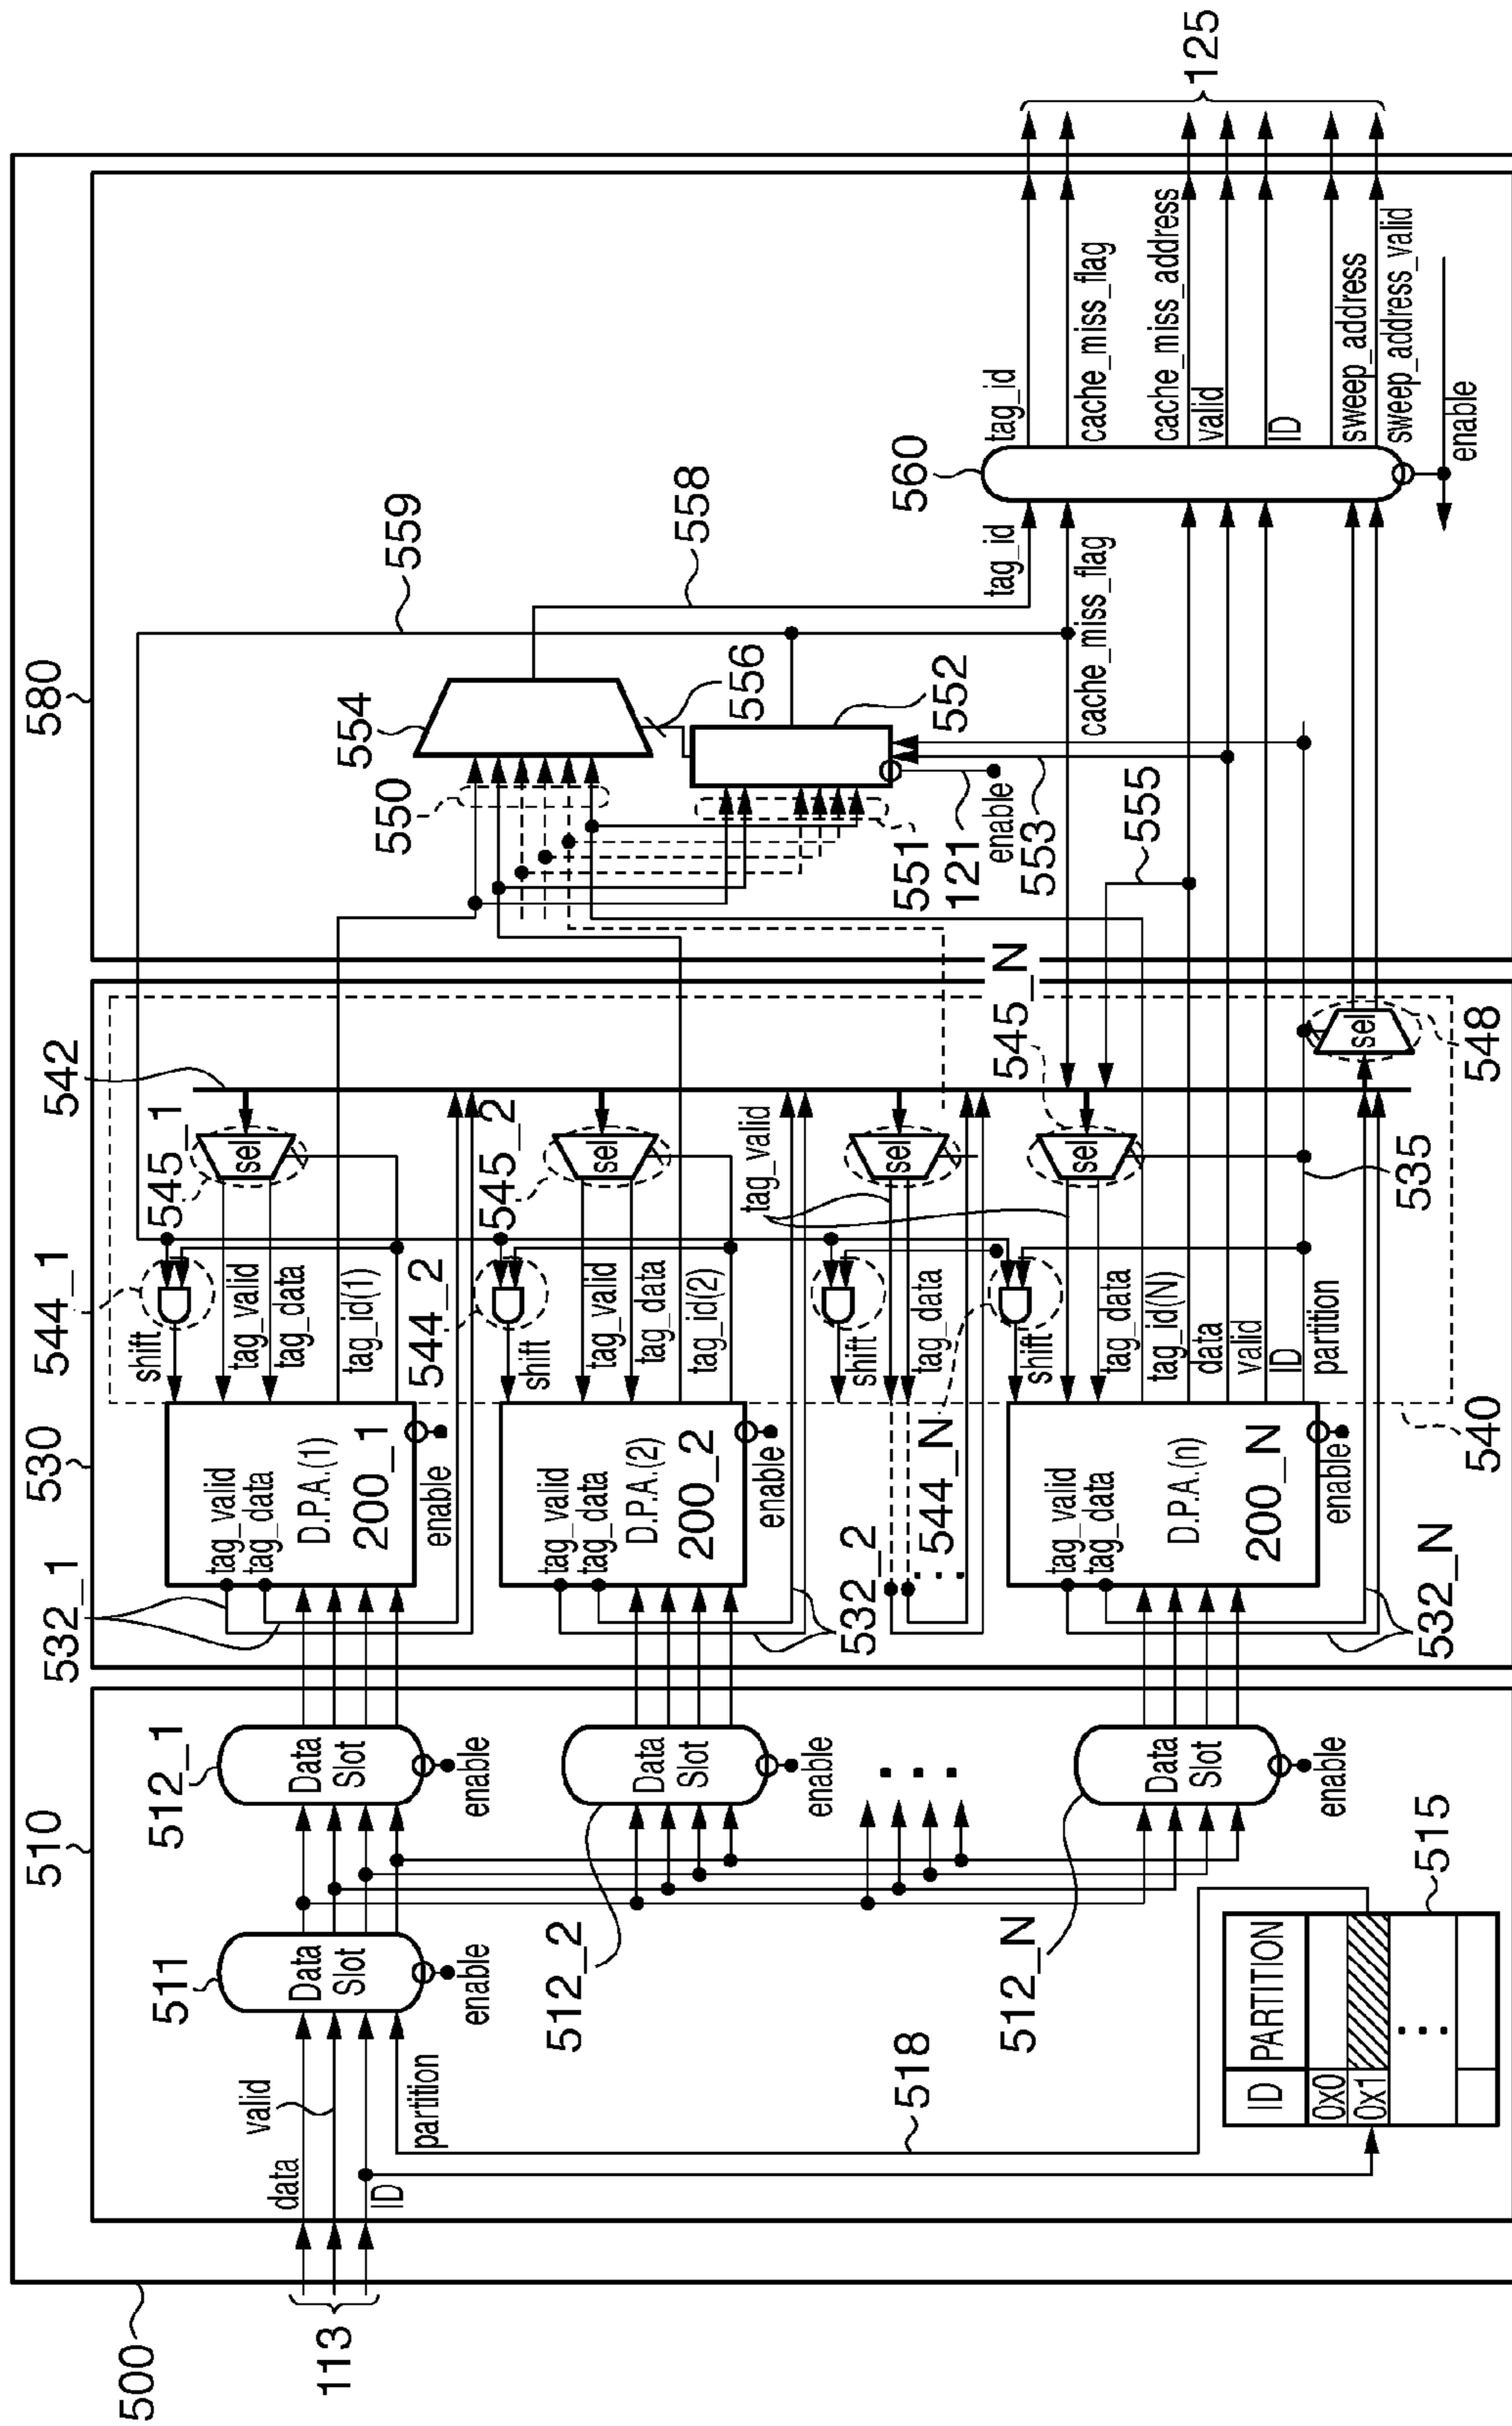 500
113
510
data
valid
ID
partition
518
511
Data
Slot
enable
512_1
Data
Slot
enable
512_2
Data
Slot
enable
512_N
Data
Slot
enable
ID
PARTITION
0x0
0x1
515
530
532_1
tag_valid
tag_data
D.P.A.(1)
200_1
enable
544_1
shift
tag_valid
tag_data
tag_id(1)
545_1
sel
542
532_2
tag_valid
tag_data
D.P.A.(2)
200_2
enable
544_2
shift
tag_valid
tag_data
tag_id(2)
545_2
sel
544_N
shift
tag_data
tag_valid
sel
532_N
tag_valid
tag_data
D.P.A.(n)
200_N
enable
shift
tag_data
tag_id(N)
data
valid
ID
partition
545_N
sel
540
535
sel
548
580
550
554
556
552
551
121
enable
553
555
559
558
tag_id
cache_miss_flag
560
tag_id
cache_miss_flag
cache_miss_address
valid
ID
sweep_address
sweep_address_valid
enable
125